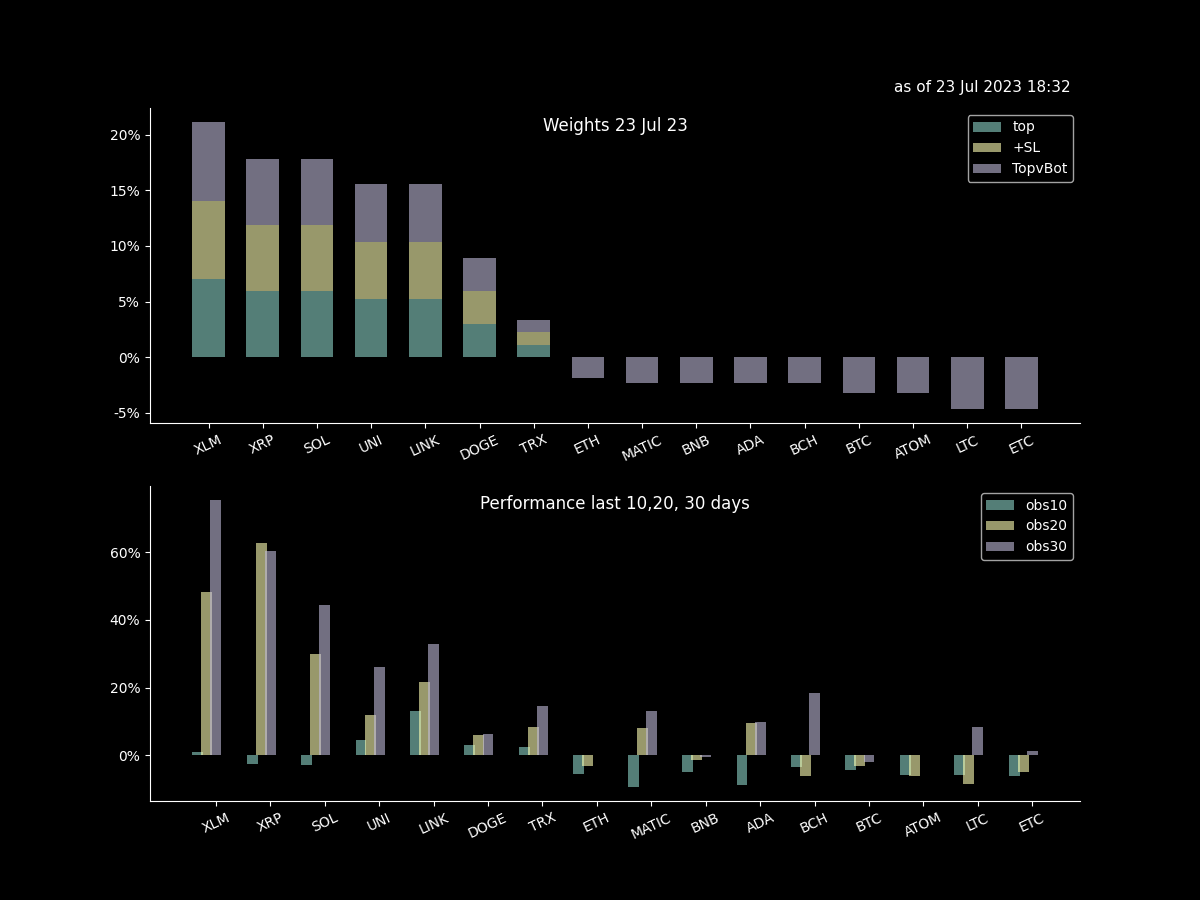 as of 23 Jul 2023 18:32
Weights 23 Jul 23
top
+SL
TopvBot
20%
15%
10%
5%
0%
-5%
XLM XRP SOL UNI LINK DOGE TRX ETH MATIC BNB ADA BCH BTC ATOM LTC ETC
Performance last 10,20, 30 days
obs10
obs20
obs30
60%
40%
20%
0%
XLM XRP SOL UNI LINK DOGE TRX ETH MATIC BNB ADA BCH BTC ATOM LTC ETC